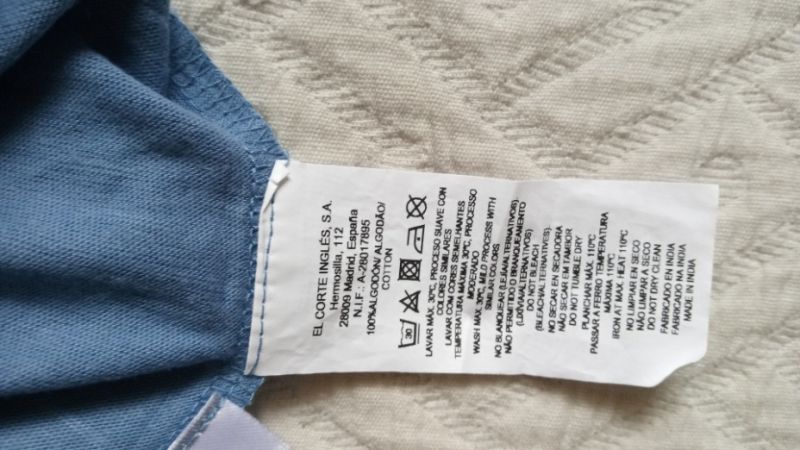 EL CORTE INGLÉS, S.A.
Hermosilla, 112
28009 Madrid, España
N.I.F.: A-28017895
100%ALGODÓN/ ALGODÃO/
COTTON
30
LAVAR MÁX. 30ºC, PROCESO SUAVE CON
COLORES SIMILARES
LAVAR COM CORES SEMELHANTES
TEMPERATURA MÁXIMA 30ºC, PROCESSO
MODERADO
WASH MAX. 30ºC, MILD PROCESS WITH
SIMILAR COLORS
NO BLANQUEAR (LEJÍA/ALTERNATIVOS)
NÃO PERMITIDO O BRANQUEAMENTO
(LIXÍVIA/ALTERNATIVOS)
DO NOT BLEACH
(BLEACH/ALTERNATIVES).
NO SECAR EN SECADORA
NÃO SECAR EM TAMBOR
DO NOT TUMBLE DRY
PLANCHAR MÁX. 110ºC
PASSAR A FERRO TEMPERATURA
MÁXIMA 110ºC
IRON AT MAX. HEAT 110ºC
NO LIMPIAR EN SECO
NÃO LIMPAR A SECO
DO NOT DRY CLEAN
FABRICADO EN INDIA
FABRICADO NA INDIA
MADE IN INDIA